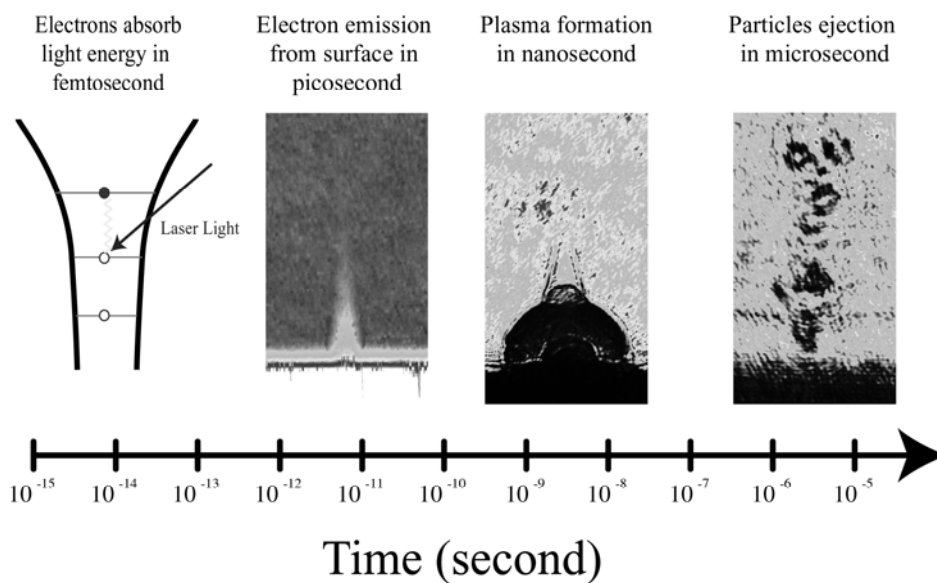 Electrons absorb
light energy in
femtosecond
Electron emission
from surface in
picosecond
Plasma formation
in nanosecond
Particles ejection
in microsecond
Laser Light
10⁻¹⁵ 10⁻¹⁴ 10⁻¹³ 10⁻¹² 10⁻¹¹ 10⁻¹⁰ 10⁻⁹ 10⁻⁸ 10⁻⁷ 10⁻⁶ 10⁻⁵
Time (second)